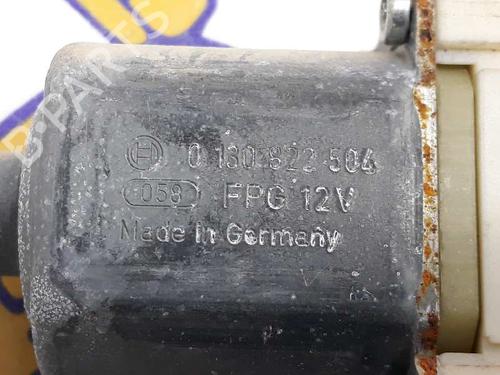 0 130 822 504
058 FPG 12V
Made in Germany
B-PARTS